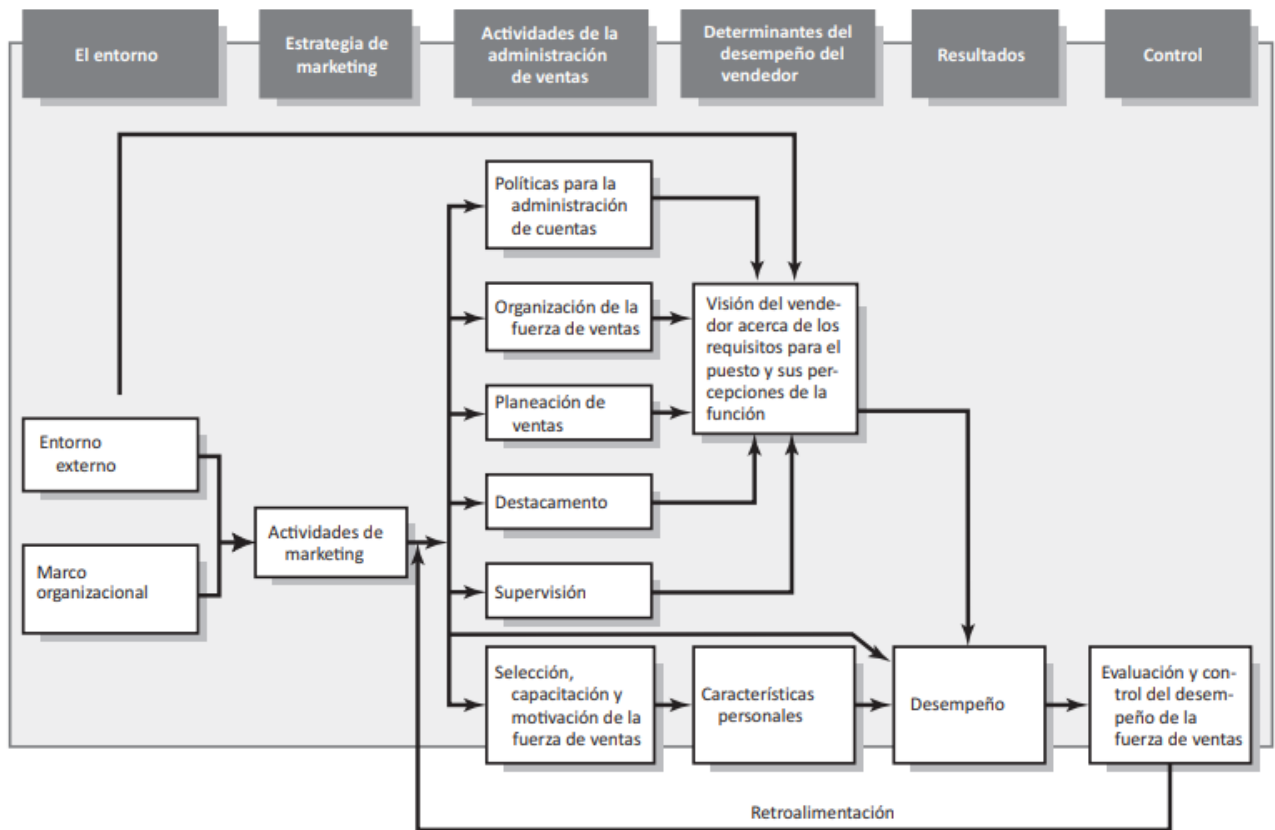 El entorno
Estrategia de
marketing
Actividades de la
administración
de ventas
Determinantes del
desempeño del
vendedor
Resultados
Control
Políticas para la
administración
de cuentas
Organización de la
fuerza de ventas
Visión del vende-
dor acerca de los
requisitos para el
puesto y sus per-
cepciones de la
función
Planeación de
ventas
Entorno
externo
Destacamento
Actividades de
marketing
Marco
organizacional
Supervisión
Selección,
capacitación y
motivación de la
fuerza de ventas
Características
personales
Desempeño
Evaluación y con-
trol del desem-
peño de la
fuerza de ventas
Retroalimentación